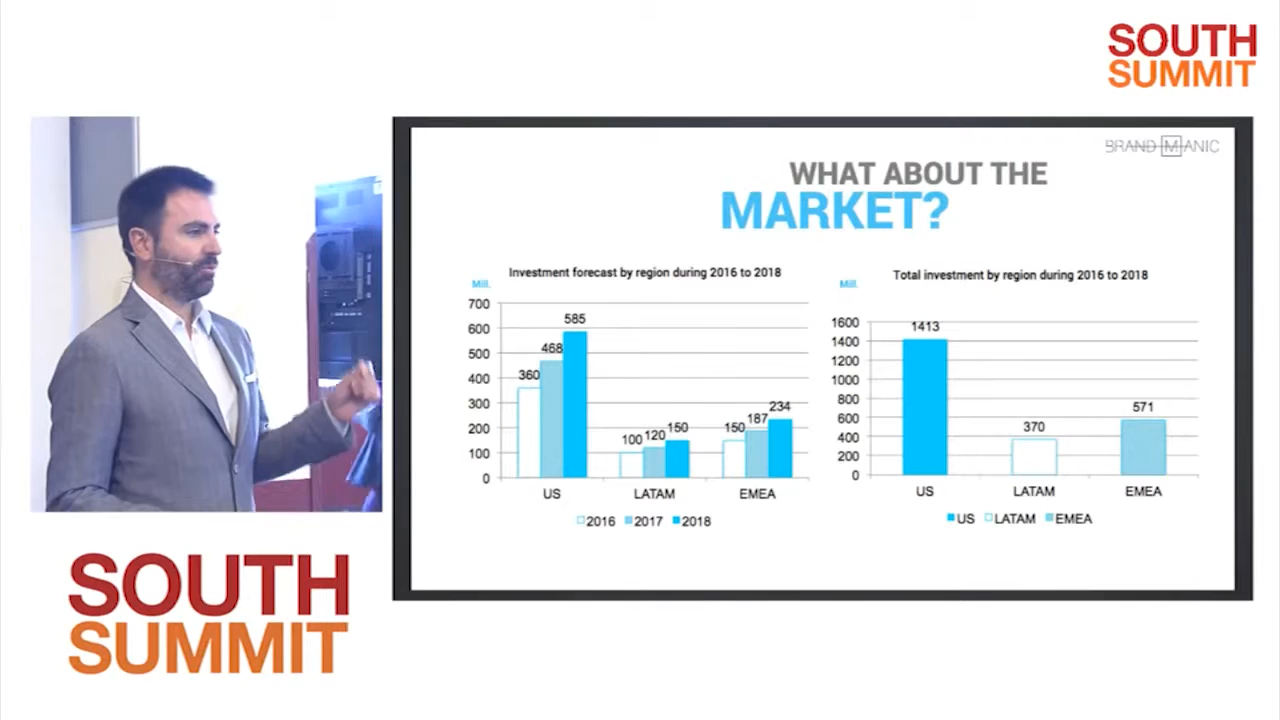 SOUTH
SUMMIT
BRAND MANIC
WHAT ABOUT THE
MARKET?
Investment forecast by region during 2016 to 2018
Mill.
700
600
500
400
300
200
100
0
360
468
585
100
120
150
150
187
234
US
LATAM
EMEA
2016
2017
2018
Total investment by region during 2016 to 2018
Mill.
1600
1400
1200
1000
800
600
400
200
0
1413
370
571
US
LATAM
EMEA
US
LATAM
EMEA
SOUTH
SUMMIT